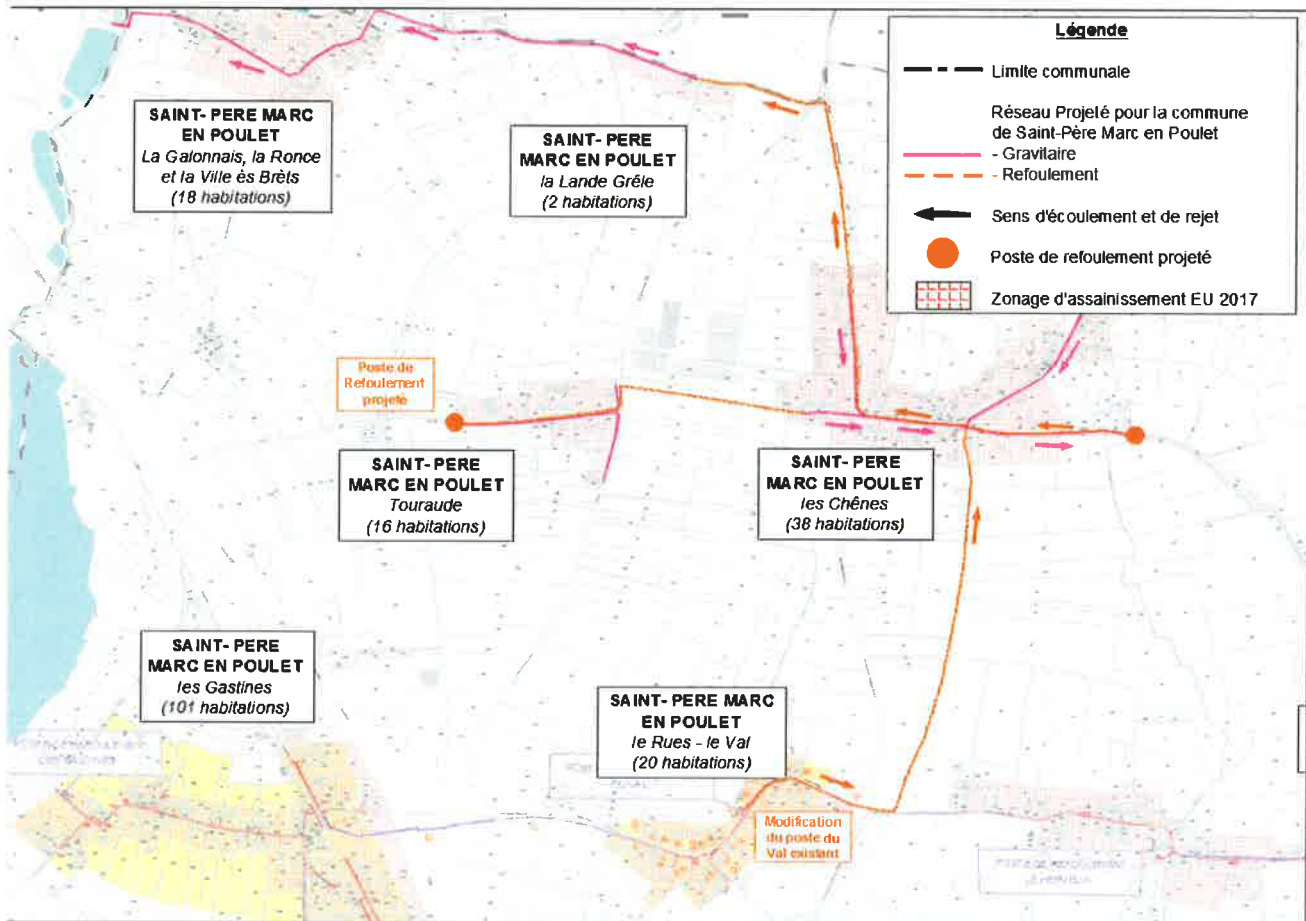 Légende
Limite communale
Réseau Projeté pour la commune
de Saint-Père Marc en Poulet
- Gravitaire
- Refoulement
Sens d'écoulement et de rejet
Poste de refoulement projeté
Zonage d'assainissement EU 2017
SAINT- PERE MARC
EN POULET
La Galonnais, la Ronce
et la Ville ès Brèts
(18 habitations)
SAINT- PERE
MARC EN POULET
la Lande Grêle
(2 habitations)
Poste de
Refoulement
projeté
SAINT- PERE
MARC EN POULET
Touraude
(16 habitations)
SAINT- PERE
MARC EN POULET
les Chênes
(38 habitations)
SAINT- PERE
MARC EN POULET
les Gastines
(101 habitations)
SAINT- PERE MARC
EN POULET
le Rues - le Val
(20 habitations)
Modification
du poste du
Val existant
POSTE DE REFOULEMENT